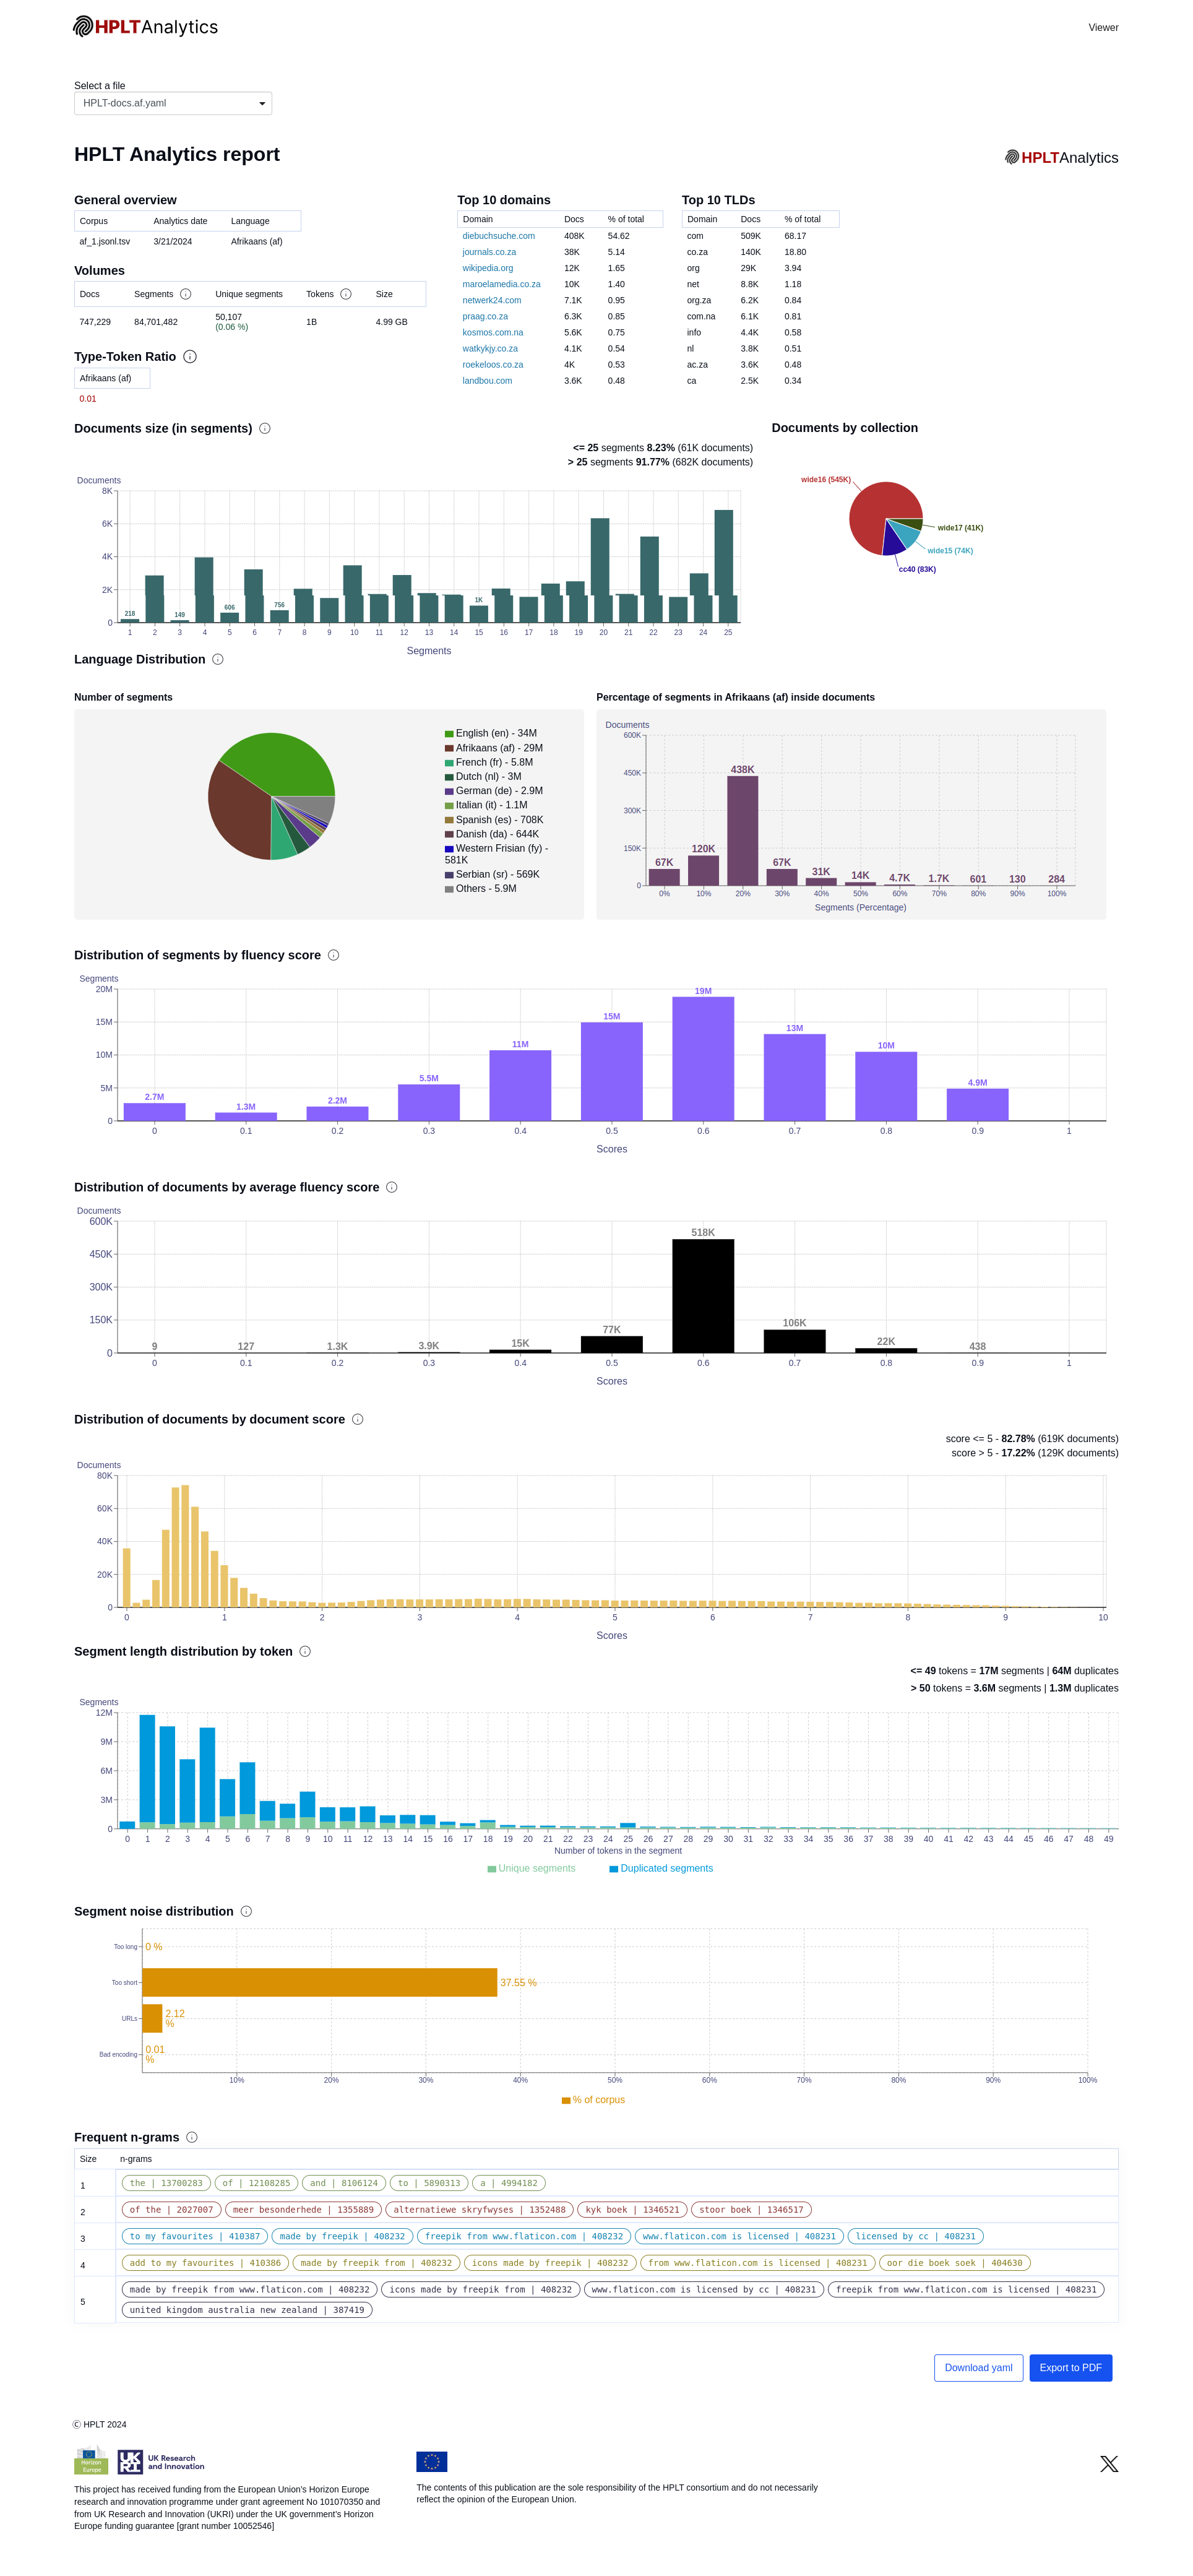 HPLTAnalytics
Viewer
Select a file
HPLT-docs.af.yaml
HPLT Analytics report
HPLTAnalytics
General overview
Corpus Analytics date Language
af_1.jsonl.tsv 3/21/2024 Afrikaans (af)
Volumes
Docs Segments Unique segments Tokens Size
747,229 84,701,482 50,107 (0.06 %) 1B 4.99 GB
Type-Token Ratio
Afrikaans (af)
0.01
Top 10 domains
Domain Docs % of total
diebuchsuche.com 408K 54.62
journals.co.za 38K 5.14
wikipedia.org 12K 1.65
maroelamedia.co.za 10K 1.40
netwerk24.com 7.1K 0.95
praag.co.za 6.3K 0.85
kosmos.com.na 5.6K 0.75
watkykjy.co.za 4.1K 0.54
roekeloos.co.za 4K 0.53
landbou.com 3.6K 0.48
Top 10 TLDs
Domain Docs % of total
com 509K 68.17
co.za 140K 18.80
org 29K 3.94
net 8.8K 1.18
org.za 6.2K 0.84
com.na 6.1K 0.81
info 4.4K 0.58
nl 3.8K 0.51
ac.za 3.6K 0.48
ca 2.5K 0.34
Documents size (in segments)
<= 25 segments 8.23% (61K documents)
> 25 segments 91.77% (682K documents)
Documents
8K
6K
4K
2K
0
218 149 606 756 1K
1 2 3 4 5 6 7 8 9 10 11 12 13 14 15 16 17 18 19 20 21 22 23 24 25
Segments
Documents by collection
wide16 (545K)
wide17 (41K)
wide15 (74K)
cc40 (83K)
Language Distribution
Number of segments
English (en) - 34M
Afrikaans (af) - 29M
French (fr) - 5.8M
Dutch (nl) - 3M
German (de) - 2.9M
Italian (it) - 1.1M
Spanish (es) - 708K
Danish (da) - 644K
Western Frisian (fy) -
581K
Serbian (sr) - 569K
Others - 5.9M
Percentage of segments in Afrikaans (af) inside documents
Documents
600K
450K
300K
150K
0
67K 120K 438K 67K 31K 14K 4.7K 1.7K 601 130 284
0% 10% 20% 30% 40% 50% 60% 70% 80% 90% 100%
Segments (Percentage)
Distribution of segments by fluency score
Segments
20M
15M
10M
5M
0
2.7M 1.3M 2.2M 5.5M 11M 15M 19M 13M 10M 4.9M
0 0.1 0.2 0.3 0.4 0.5 0.6 0.7 0.8 0.9 1
Scores
Distribution of documents by average fluency score
Documents
600K
450K
300K
150K
0
9 127 1.3K 3.9K 15K 77K 518K 106K 22K 438
0 0.1 0.2 0.3 0.4 0.5 0.6 0.7 0.8 0.9 1
Scores
Distribution of documents by document score
score <= 5 - 82.78% (619K documents)
score > 5 - 17.22% (129K documents)
Documents
80K
60K
40K
20K
0
0 1 2 3 4 5 6 7 8 9 10
Scores
Segment length distribution by token
<= 49 tokens = 17M segments | 64M duplicates
> 50 tokens = 3.6M segments | 1.3M duplicates
Segments
12M
9M
6M
3M
0
0 1 2 3 4 5 6 7 8 9 10 11 12 13 14 15 16 17 18 19 20 21 22 23 24 25 26 27 28 29 30 31 32 33 34 35 36 37 38 39 40 41 42 43 44 45 46 47 48 49
Number of tokens in the segment
Unique segments Duplicated segments
Segment noise distribution
Too long 0 %
Too short 37.55 %
URLs 2.12 %
Bad encoding 0.01 %
10% 20% 30% 40% 50% 60% 70% 80% 90% 100%
% of corpus
Frequent n-grams
Size n-grams
1 the | 13700283 of | 12108285 and | 8106124 to | 5890313 a | 4994182
2 of the | 2027007 meer besonderhede | 1355889 alternatiewe skryfwyses | 1352488 kyk boek | 1346521 stoor boek | 1346517
3 to my favourites | 410387 made by freepik | 408232 freepik from www.flaticon.com | 408232 www.flaticon.com is licensed | 408231 licensed by cc | 408231
4 add to my favourites | 410386 made by freepik from | 408232 icons made by freepik | 408232 from www.flaticon.com is licensed | 408231 oor die boek soek | 404630
5 made by freepik from www.flaticon.com | 408232 icons made by freepik from | 408232 www.flaticon.com is licensed by cc | 408231 freepik from www.flaticon.com is licensed | 408231
united kingdom australia new zealand | 387419
Download yaml Export to PDF
© HPLT 2024
Horizon
Europe
UKRI
UK Research
and Innovation
This project has received funding from the European Union's Horizon Europe
research and innovation programme under grant agreement No 101070350 and
from UK Research and Innovation (UKRI) under the UK government's Horizon
Europe funding guarantee [grant number 10052546]
The contents of this publication are the sole responsibility of the HPLT consortium and do not necessarily
reflect the opinion of the European Union.